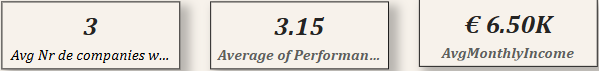 3
Avg Nr de companies w...
3.15
Average of Performan...
€ 6.50K
AvgMonthlyIncome